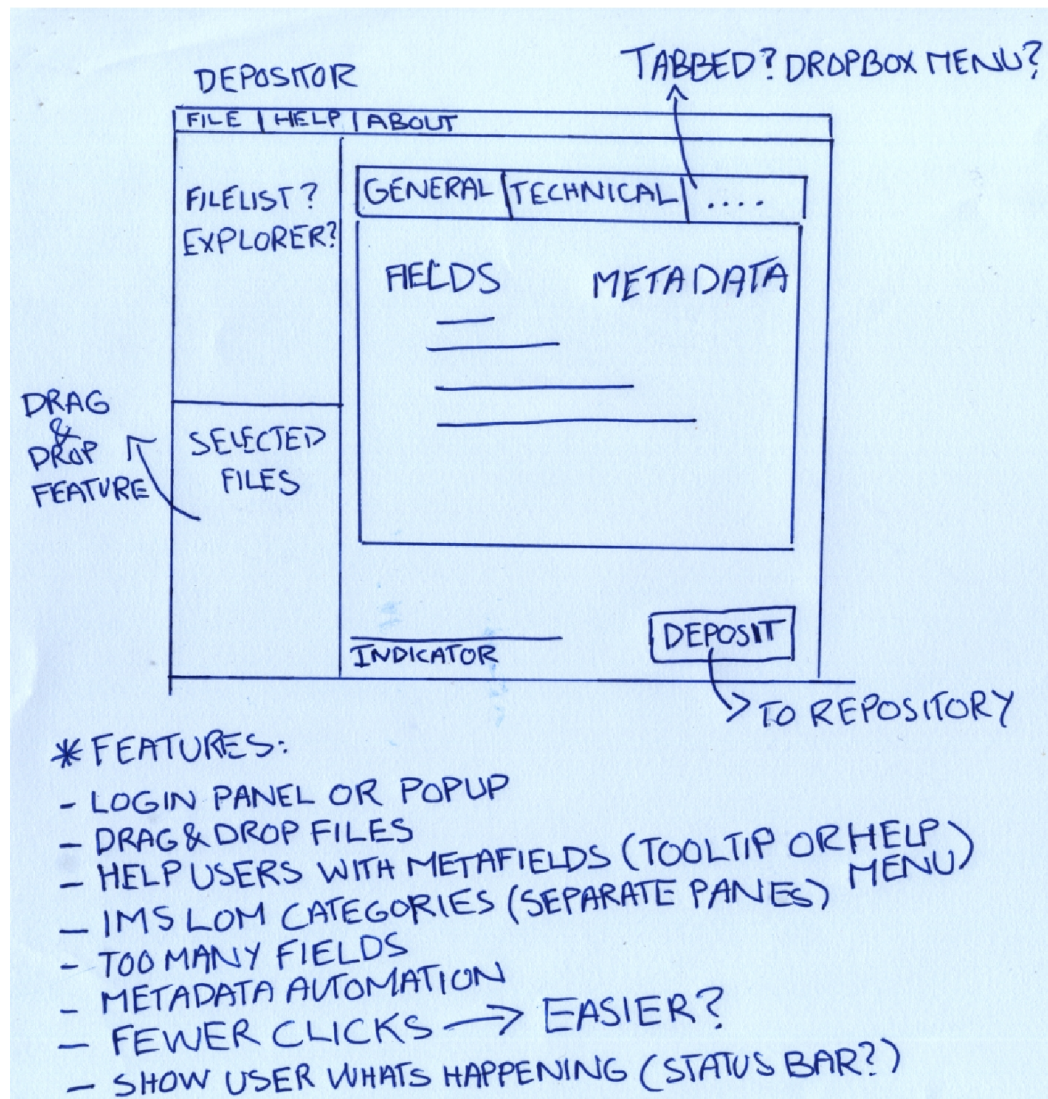 DEPOSITOR
TABBED? DROPBOX MENU?
FILE | HELP | ABOUT
FILELIST?
EXPLORER?
GENERAL | TECHNICAL | ....
FIELDS METADATA
DRAG
&
DROP
FEATURE
SELECTED
FILES
INDICATOR
DEPOSIT
TO REPOSITORY
* FEATURES:
- LOGIN PANEL OR POPUP
- DRAG & DROP FILES
- HELP USERS WITH METAFIELDS (TOOLTIP OR HELP
MENU)
- IMS LOM CATEGORIES (SEPARATE PANES)
- TOO MANY FIELDS
- METADATA AUTOMATION
- FEWER CLICKS → EASIER?
- SHOW USER WHATS HAPPENING (STATUS BAR?)